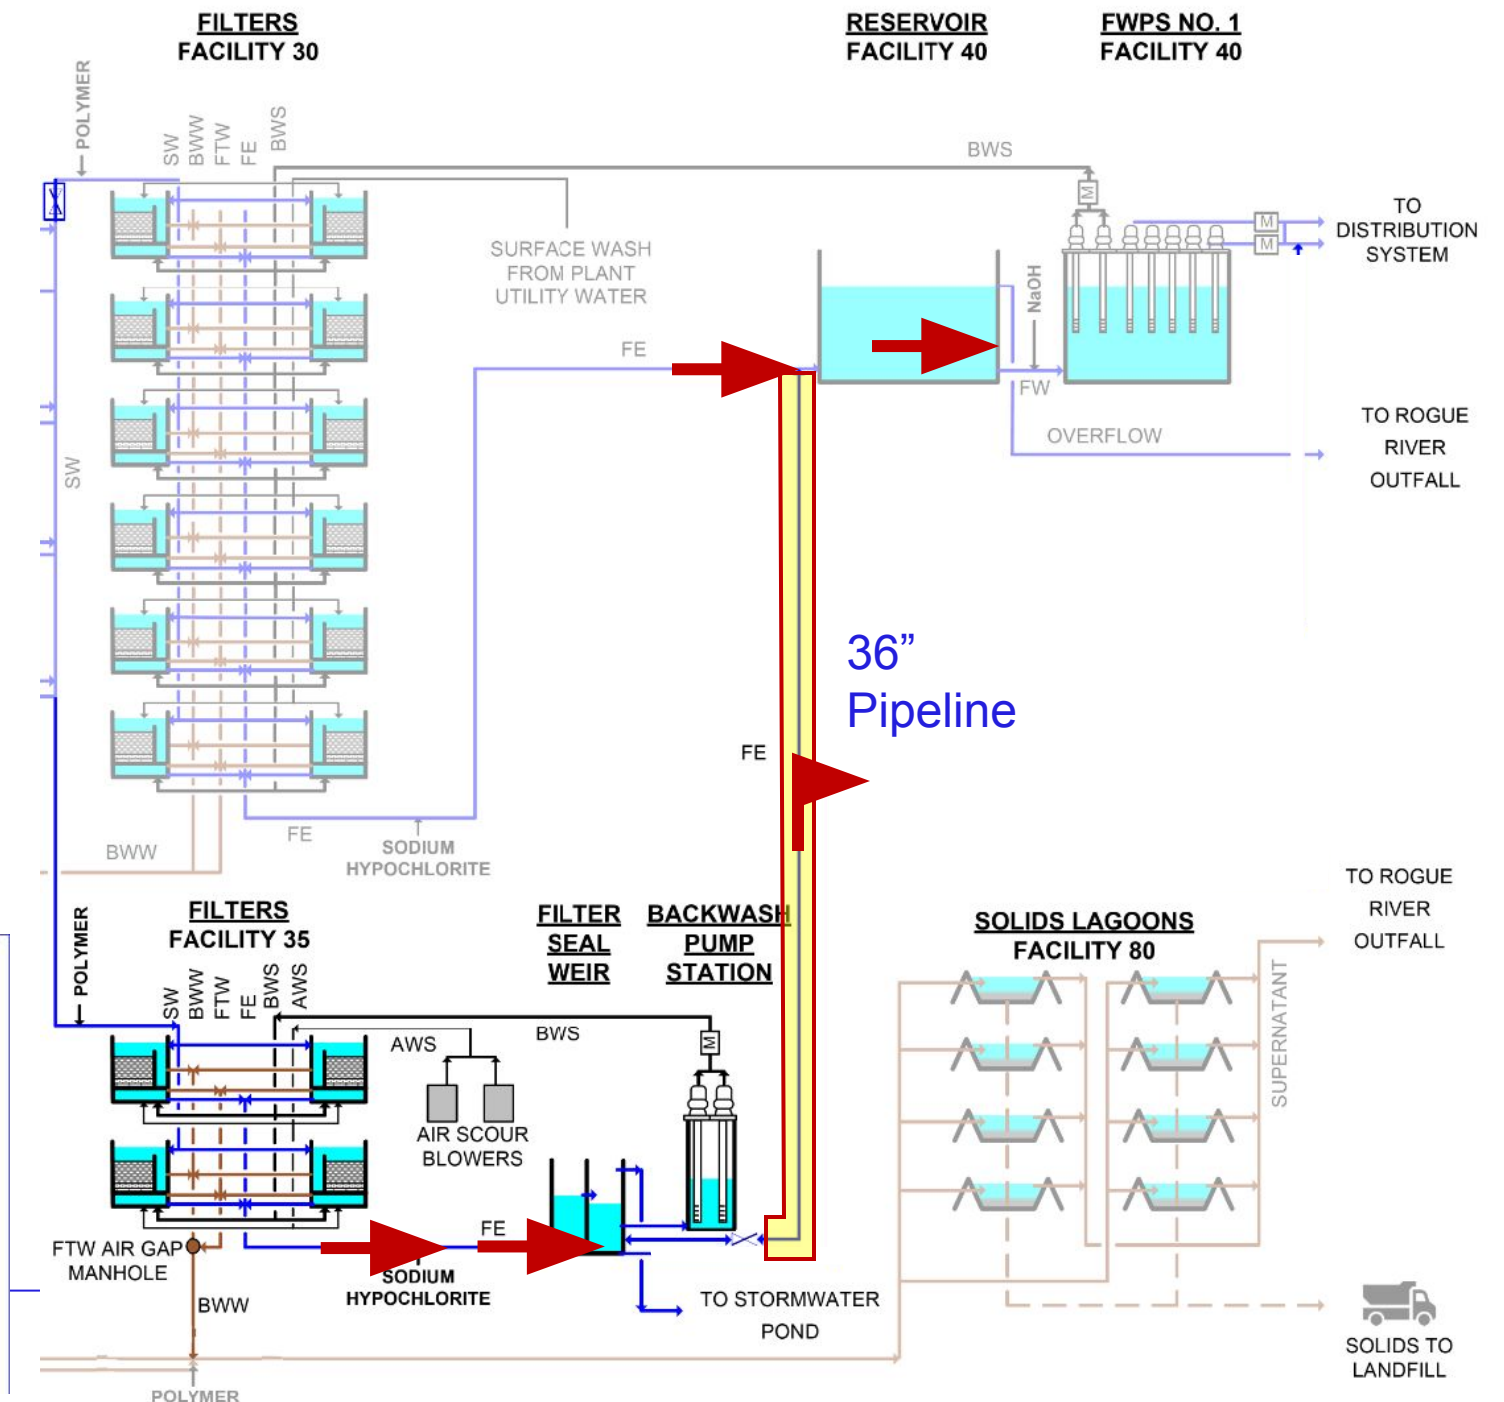 FILTERS
FACILITY 30
RESERVOIR
FACILITY 40
FWPS NO. 1
FACILITY 40
POLYMER
SW
BWW
FTW
FE
BWS
BWS
M
M
M
TO
DISTRIBUTION
SYSTEM
SURFACE WASH
FROM PLANT
UTILITY WATER
NaOH
FE
FW
OVERFLOW
TO ROGUE
RIVER
OUTFALL
SW
36”
Pipeline
FE
FE
SODIUM
HYPOCHLORITE
BWW
FILTERS
FACILITY 35
FILTER
SEAL
WEIR
BACKWASH
PUMP
STATION
SOLIDS LAGOONS
FACILITY 80
TO ROGUE
RIVER
OUTFALL
POLYMER
SW
BWW
FTW
FE
BWS
AWS
AWS
BWS
M
SUPERNATANT
AIR SCOUR
BLOWERS
FE
FTW AIR GAP
MANHOLE
SODIUM
HYPOCHLORITE
BWW
TO STORMWATER
POND
SOLIDS TO
LANDFILL
POLYMER